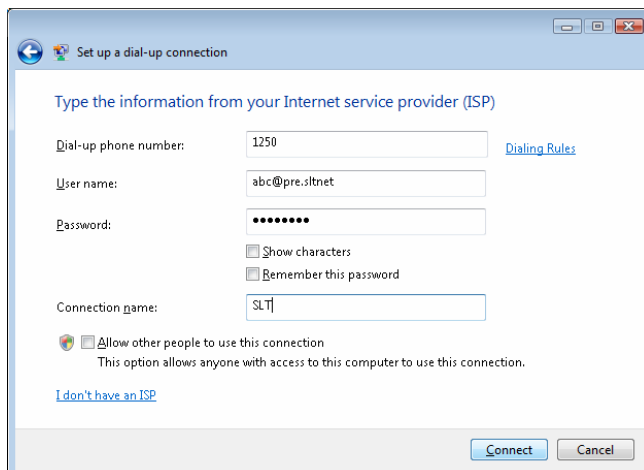 Set up a dial-up connection
Type the information from your Internet service provider (ISP)
Dial-up phone number: 1250 Dialing Rules
User name: abc@pre.sltnet
Password: ••••••••
Show characters
Remember this password
Connection name: SLT
Allow other people to use this connection
This option allows anyone with access to this computer to use this connection.
I don't have an ISP
Connect Cancel